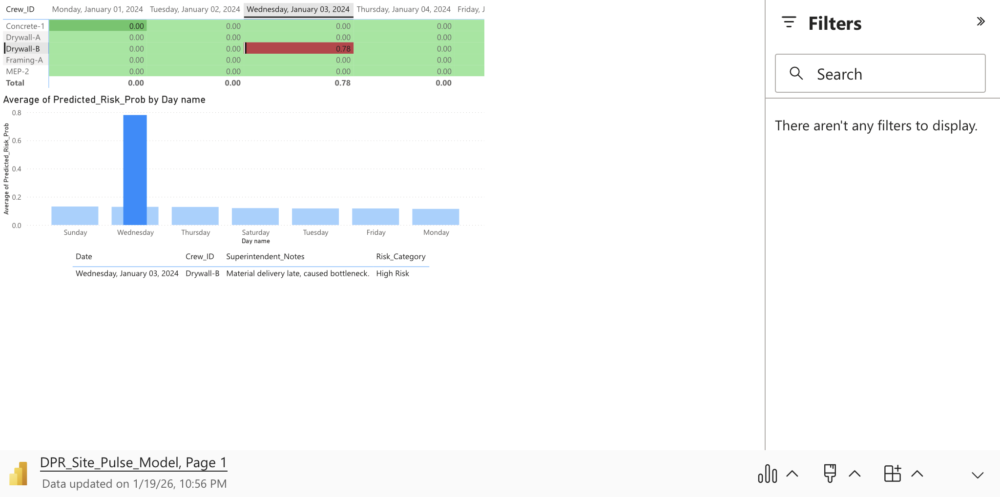 Crew_ID Monday, January 01, 2024 Tuesday, January 02, 2024 Wednesday, January 03, 2024 Thursday, January 04, 2024 Friday, J
Concrete-1 0.00 0.00 0.00 0.00
Drywall-A 0.00 0.00 0.00 0.00
Drywall-B 0.00 0.00 0.78 0.00
Framing-A 0.00 0.00 0.00 0.00
MEP-2 0.00 0.00 0.00 0.00
Total 0.00 0.00 0.78 0.00
Average of Predicted_Risk_Prob by Day name
Average of Predicted_Risk_Prob
0.8
0.6
0.4
0.2
0.0
Sunday Wednesday Thursday Saturday Tuesday Friday Monday
Day name
Date Crew_ID Superintendent_Notes Risk_Category
Wednesday, January 03, 2024 Drywall-B Material delivery late, caused bottleneck. High Risk
Filters
Search
There aren't any filters to display.
DPR_Site_Pulse_Model, Page 1
Data updated on 1/19/26, 10:56 PM